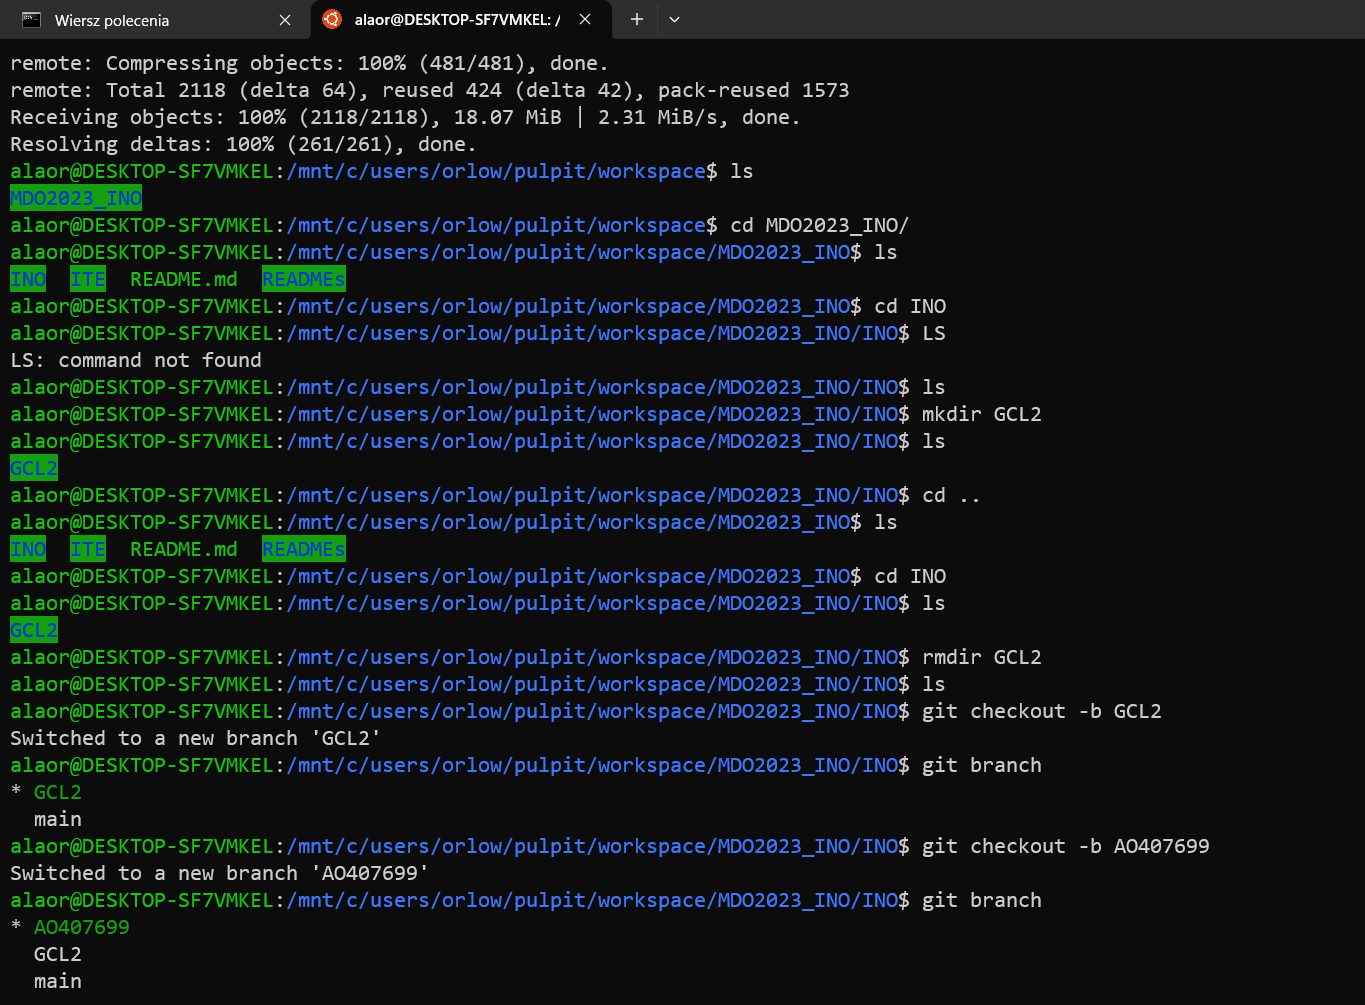 Wiersz polecenia
alaor@DESKTOP-SF7VMKEL: /
remote: Compressing objects: 100% (481/481), done.
remote: Total 2118 (delta 64), reused 424 (delta 42), pack-reused 1573
Receiving objects: 100% (2118/2118), 18.07 MiB | 2.31 MiB/s, done.
Resolving deltas: 100% (261/261), done.
alaor@DESKTOP-SF7VMKEL:/mnt/c/users/orlow/pulpit/workspace$ ls
MDO2023_INO
alaor@DESKTOP-SF7VMKEL:/mnt/c/users/orlow/pulpit/workspace$ cd MDO2023_INO/
alaor@DESKTOP-SF7VMKEL:/mnt/c/users/orlow/pulpit/workspace/MDO2023_INO$ ls
INO  ITE  README.md  READMEs
alaor@DESKTOP-SF7VMKEL:/mnt/c/users/orlow/pulpit/workspace/MDO2023_INO$ cd INO
alaor@DESKTOP-SF7VMKEL:/mnt/c/users/orlow/pulpit/workspace/MDO2023_INO/INO$ LS
LS: command not found
alaor@DESKTOP-SF7VMKEL:/mnt/c/users/orlow/pulpit/workspace/MDO2023_INO/INO$ ls
alaor@DESKTOP-SF7VMKEL:/mnt/c/users/orlow/pulpit/workspace/MDO2023_INO/INO$ mkdir GCL2
alaor@DESKTOP-SF7VMKEL:/mnt/c/users/orlow/pulpit/workspace/MDO2023_INO/INO$ ls
GCL2
alaor@DESKTOP-SF7VMKEL:/mnt/c/users/orlow/pulpit/workspace/MDO2023_INO/INO$ cd ..
alaor@DESKTOP-SF7VMKEL:/mnt/c/users/orlow/pulpit/workspace/MDO2023_INO$ ls
INO  ITE  README.md  READMEs
alaor@DESKTOP-SF7VMKEL:/mnt/c/users/orlow/pulpit/workspace/MDO2023_INO$ cd INO
alaor@DESKTOP-SF7VMKEL:/mnt/c/users/orlow/pulpit/workspace/MDO2023_INO/INO$ ls
GCL2
alaor@DESKTOP-SF7VMKEL:/mnt/c/users/orlow/pulpit/workspace/MDO2023_INO/INO$ rmdir GCL2
alaor@DESKTOP-SF7VMKEL:/mnt/c/users/orlow/pulpit/workspace/MDO2023_INO/INO$ ls
alaor@DESKTOP-SF7VMKEL:/mnt/c/users/orlow/pulpit/workspace/MDO2023_INO/INO$ git checkout -b GCL2
Switched to a new branch 'GCL2'
alaor@DESKTOP-SF7VMKEL:/mnt/c/users/orlow/pulpit/workspace/MDO2023_INO/INO$ git branch
* GCL2
  main
alaor@DESKTOP-SF7VMKEL:/mnt/c/users/orlow/pulpit/workspace/MDO2023_INO/INO$ git checkout -b AO407699
Switched to a new branch 'AO407699'
alaor@DESKTOP-SF7VMKEL:/mnt/c/users/orlow/pulpit/workspace/MDO2023_INO/INO$ git branch
* AO407699
  GCL2
  main